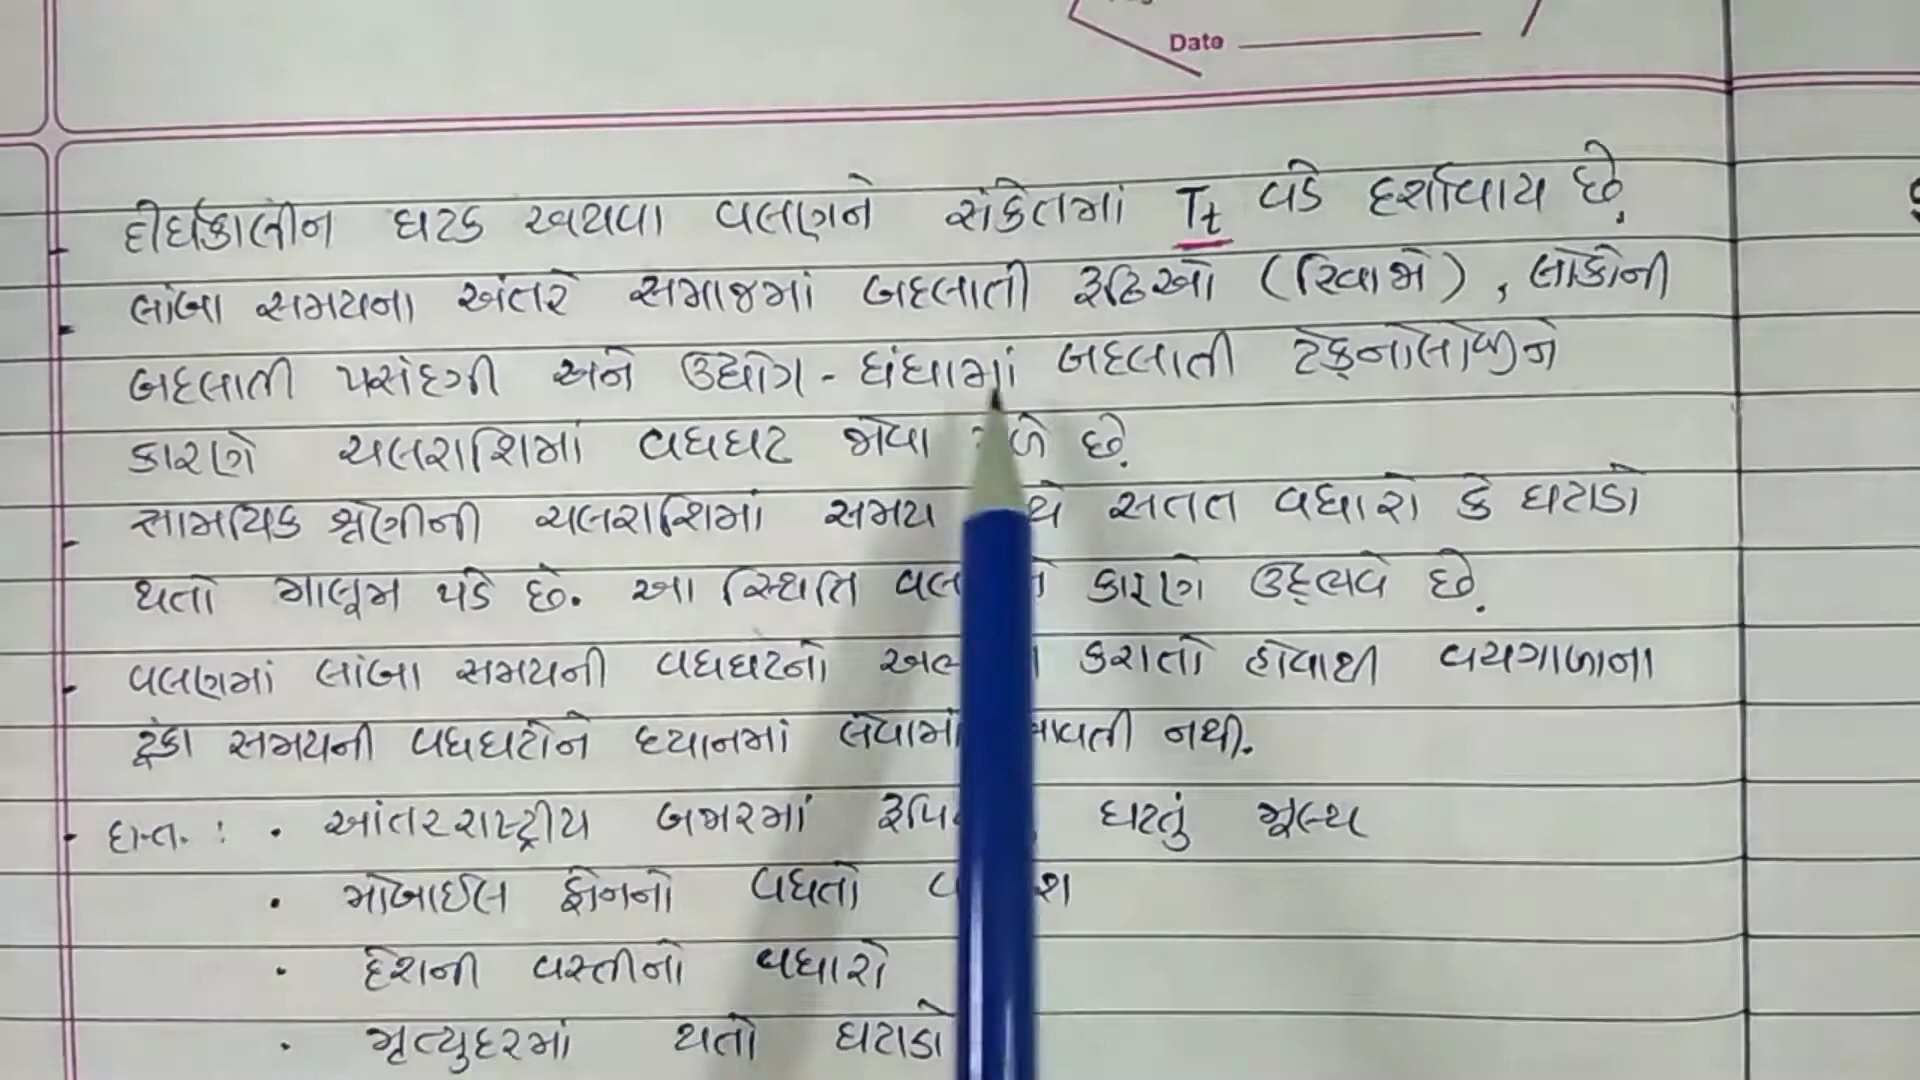 Date
દીર્ઘકાલીન ઘટક અથવા વલણને સંકેતમાં Tt વડે દર્શાવાય છે.
લાંબા સમયના અંતરે સમાજમાં બદલાતી રૂઢિઓ (રિવાજો), લોકોની
બદલાતી પસંદગી અને ઉદ્યોગ - ધંધામાં બદલાતી ટેક્નોલોજીને
કારણે ચલરાશિમાં વધઘટ જોવા છે.
સામયિક શ્રેણીની ચલરાશિમાં સમય સતત વધારો કે ઘટાડો
થતો માલૂમ પડે છે. આ સ્થિતિ કારણે ઉદ્ભવે છે.
વલણમાં લાંબા સમયની વધઘટનો કરાતો હોવાથી વચગાળાના
ટૂંકા સમયની વધઘટોને ધ્યાનમાં લેવામાં નથી.
દા.ત. : • આંતરરાષ્ટ્રીય બજારમાં ઘટતું મૂલ્ય
• મોબાઈલ ફોનનો વધતો
• દેશની વસ્તીનો વધારો
• મૃત્યુદરમાં થતો ઘટાડો